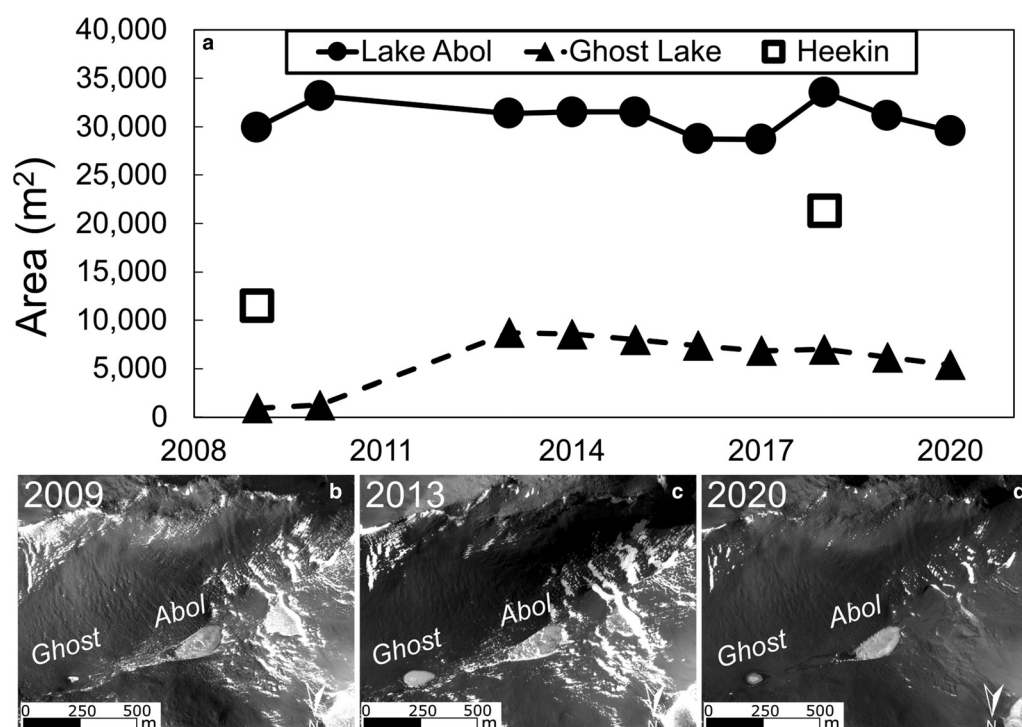 a
Lake Abol Ghost Lake Heekin
Area (m²)
40,000
35,000
30,000
25,000
20,000
15,000
10,000
5,000
0
2008 2011 2014 2017 2020
2009 b
Abol
Ghost
0 250 500
m
N
2013 c
Abol
Ghost
0 250 500
m
N
2020 d
Abol
Ghost
0 250 500
m
N